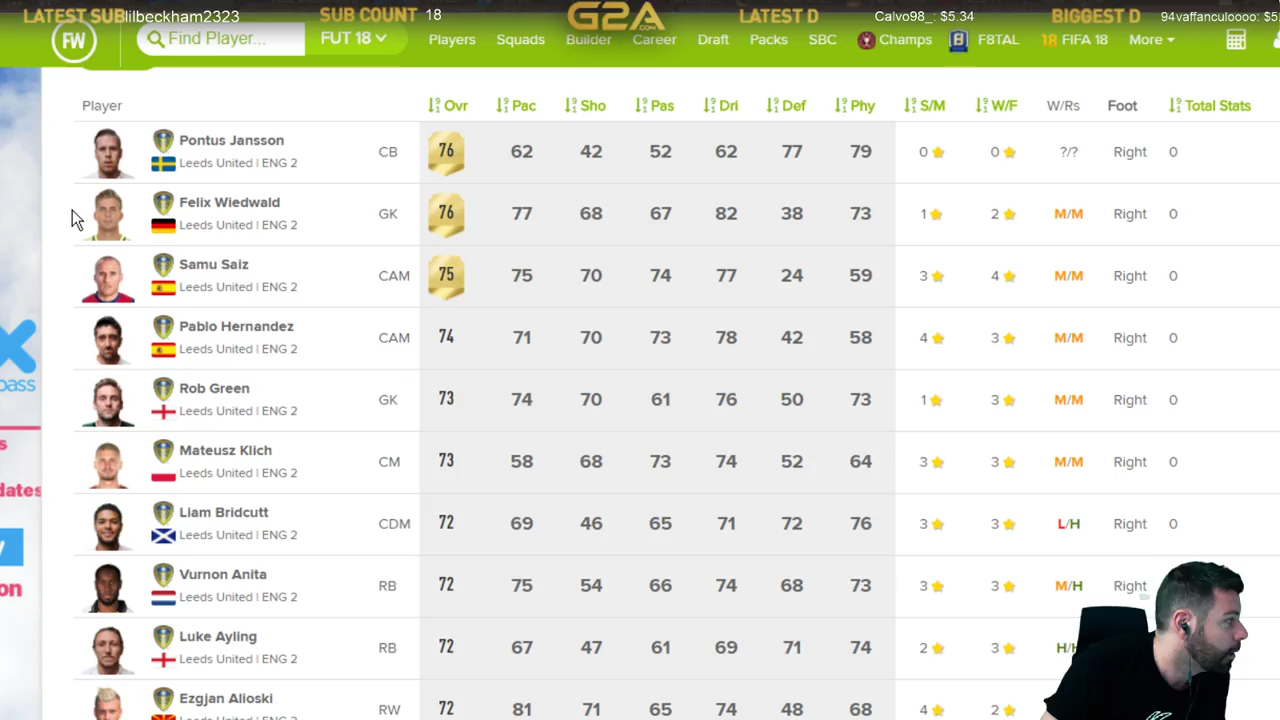 LATEST SUB lilbeckham2323 SUB COUNT 18 G2A .COM LATEST D Calvo98_: $5.34 BIGGEST D 94vaffanculoooo: $5
FW Find Player... FUT 18 Players Squads Builder Career Draft Packs SBC Champs F8TAL 18 FIFA 18 More
Player Ovr Pac Sho Pas Dri Def Phy S/M W/F W/Rs Foot Total Stats
Pontus Jansson
Leeds United | ENG 2 CB 76 62 42 52 62 77 79 0 0 ?/? Right 0
Felix Wiedwald
Leeds United | ENG 2 GK 76 77 68 67 82 38 73 1 2 M/M Right 0
Samu Saiz
Leeds United | ENG 2 CAM 75 75 70 74 77 24 59 3 4 M/M Right 0
Pablo Hernandez
Leeds United | ENG 2 CAM 74 71 70 73 78 42 58 4 3 M/M Right 0
Rob Green
Leeds United | ENG 2 GK 73 74 70 61 76 50 73 1 3 M/M Right 0
Mateusz Klich
Leeds United | ENG 2 CM 73 58 68 73 74 52 64 3 3 M/M Right 0
Liam Bridcutt
Leeds United | ENG 2 CDM 72 69 46 65 71 72 76 3 3 L/H Right 0
Vurnon Anita
Leeds United | ENG 2 RB 72 75 54 66 74 68 73 3 3 M/H Right
Luke Ayling
Leeds United | ENG 2 RB 72 67 47 61 69 71 74 2 3 H/
Ezgjan Alioski
RW 72 81 71 65 74 48 68 4 2
pass
s
dates
on